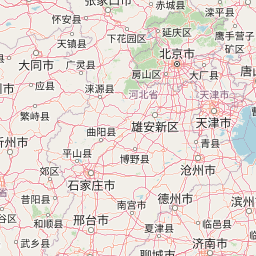 张家口市
赤城县
滦平县
怀安县
下花园区
延庆区
鹰手营子
矿区
天镇县
北京市
大同市
广灵县
房山区
大厂县
唐山
河北省
应县
涞源县
天津市
繁峙县
雄安新区
天津市
曲阳县
青县
忻州市
平山县
博野县
沧州市
郊区
石家庄市
昔阳县
南宫市
德州市
滨州
和顺县
邢台市
临邑县
武乡县
夏津县
济南市
聊城市